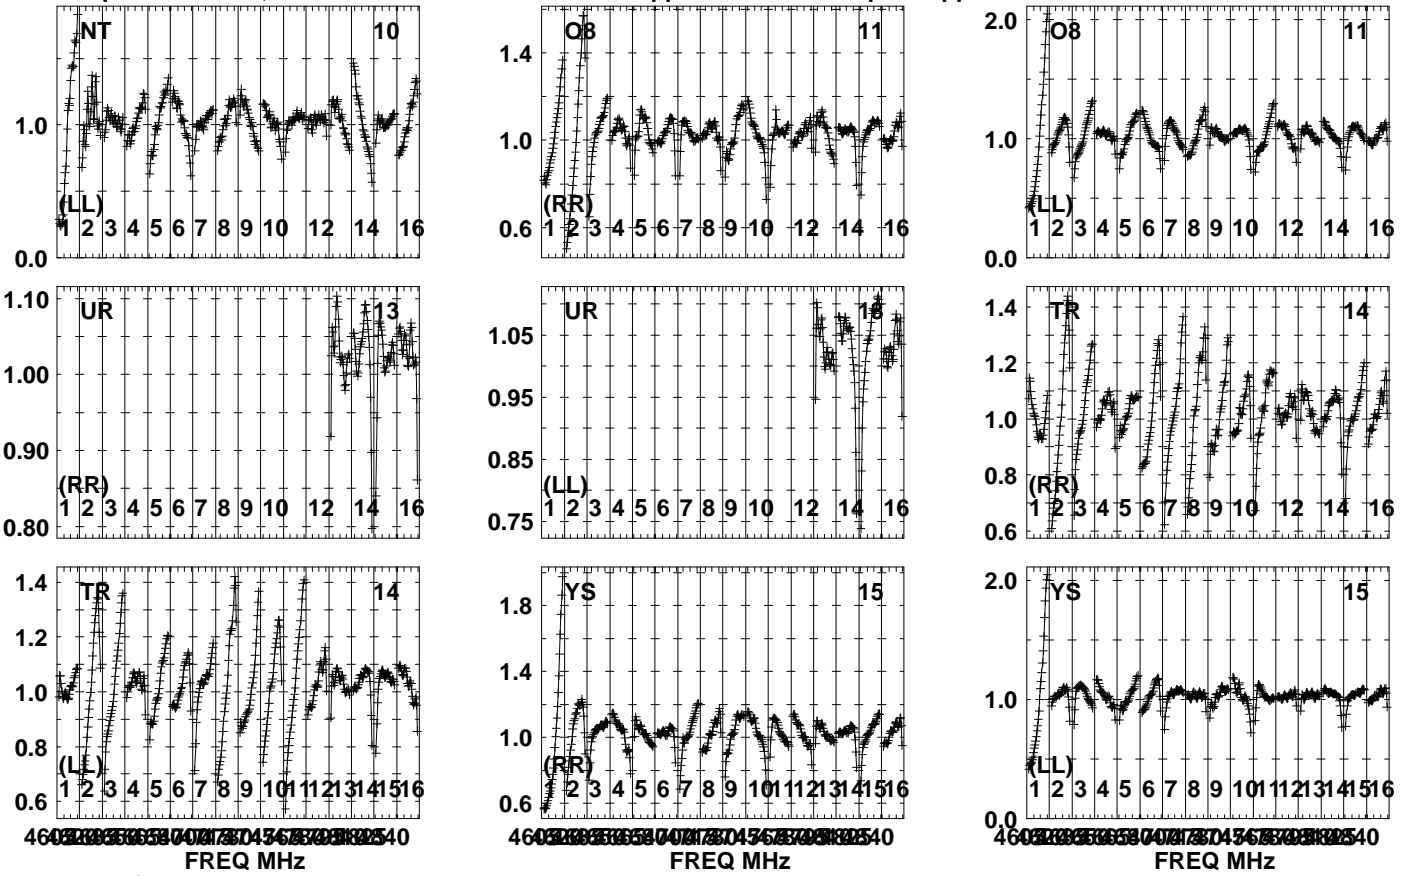 NT 10
1.0
(LL)
1 2 3 4 5 6 7 8 9 10 12 14 16
0.0
O8 11
1.4
1.0
(RR)
1 2 3 4 5 6 7 8 9 10 12 14 16
0.6
O8 11
2.0
1.0
(LL)
1 2 3 4 5 6 7 8 9 10 12 14 16
0.0
UR 13
1.10
1.00
0.90
(RR)
1 2 3 4 5 6 7 8 9 10 12 14 16
0.80
UR 13
1.05
0.95
0.85
(LL)
1 2 3 4 5 6 7 8 9 10 12 14 16
0.75
TR 14
1.4
1.2
1.0
0.8
(RR)
1 2 3 4 5 6 7 8 9 10 12 14 16
0.6
TR 14
1.4
1.2
1.0
0.8
(LL)
2 3 4 5 6 7 8 9 10 11 12 13 14 15 16
0.6
FREQ MHz
YS 15
1.8
1.4
1.0
(RR)
2 3 4 5 6 7 8 9 10 11 12 13 14 15 16
0.6
FREQ MHz
YS 15
2.0
1.0
(LL)
1 2 3 4 5 6 7 8 9 10 11 12 13 14 15 16
0.0
FREQ MHz